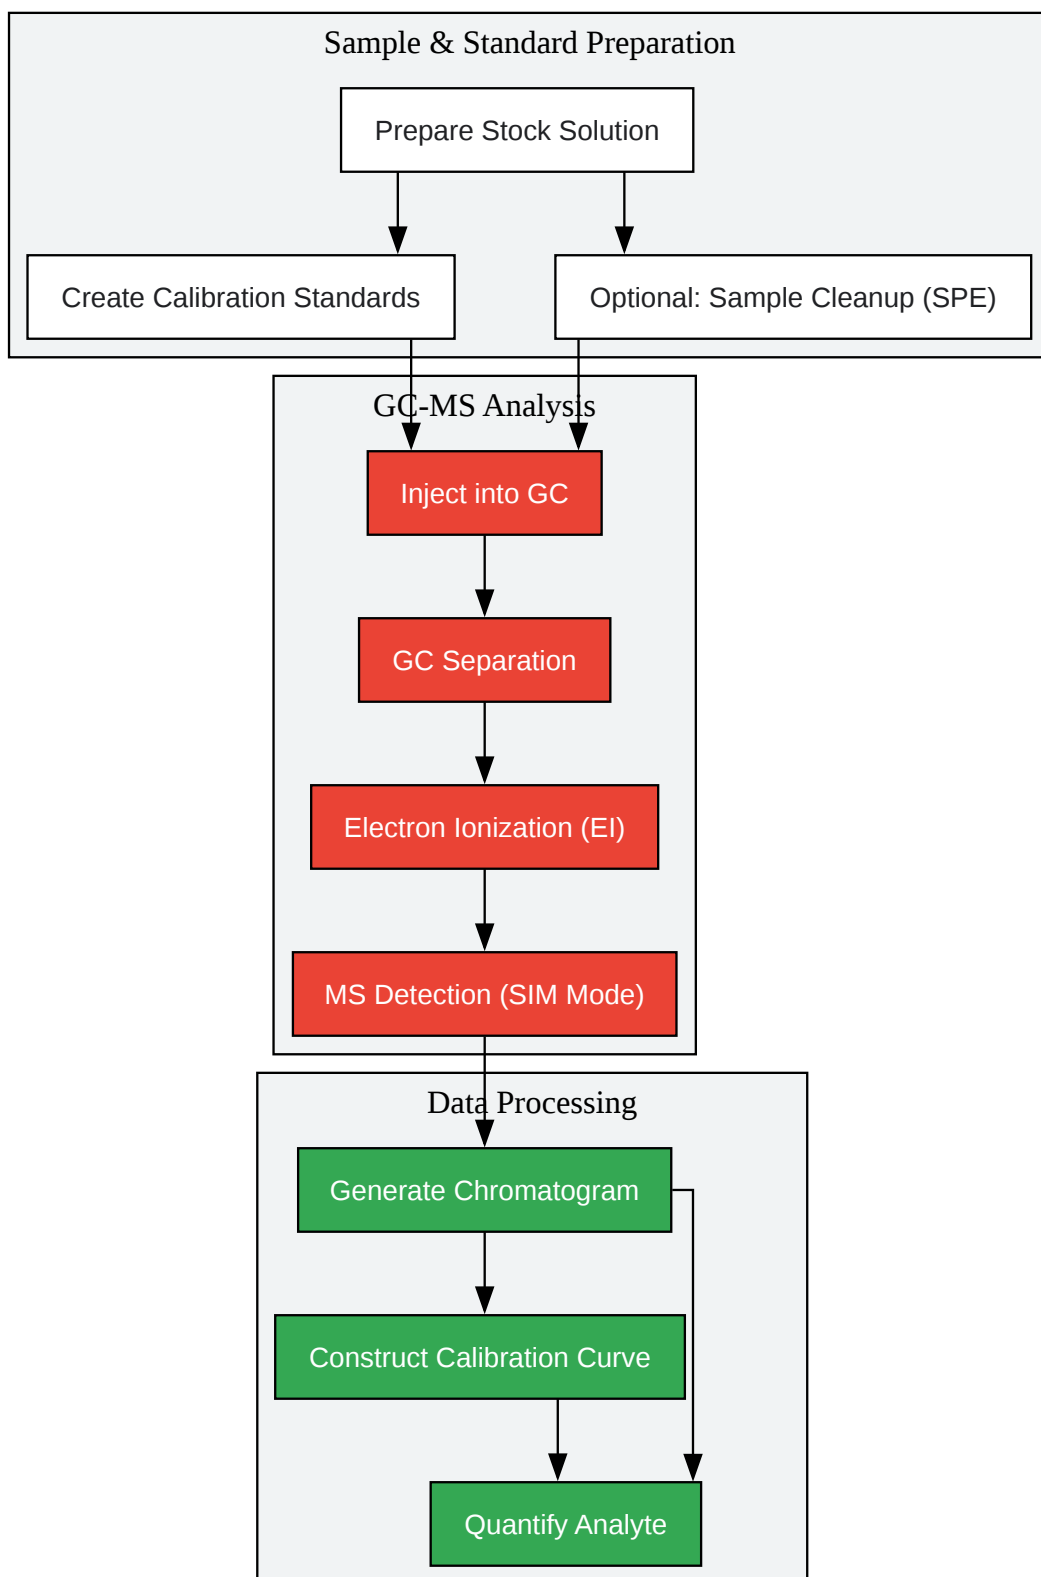 Sample & Standard Preparation
Prepare Stock Solution
Create Calibration Standards
Optional: Sample Cleanup (SPE)
GC-MS Analysis
Inject into GC
GC Separation
Electron Ionization (EI)
MS Detection (SIM Mode)
Data Processing
Generate Chromatogram
Construct Calibration Curve
Quantify Analyte